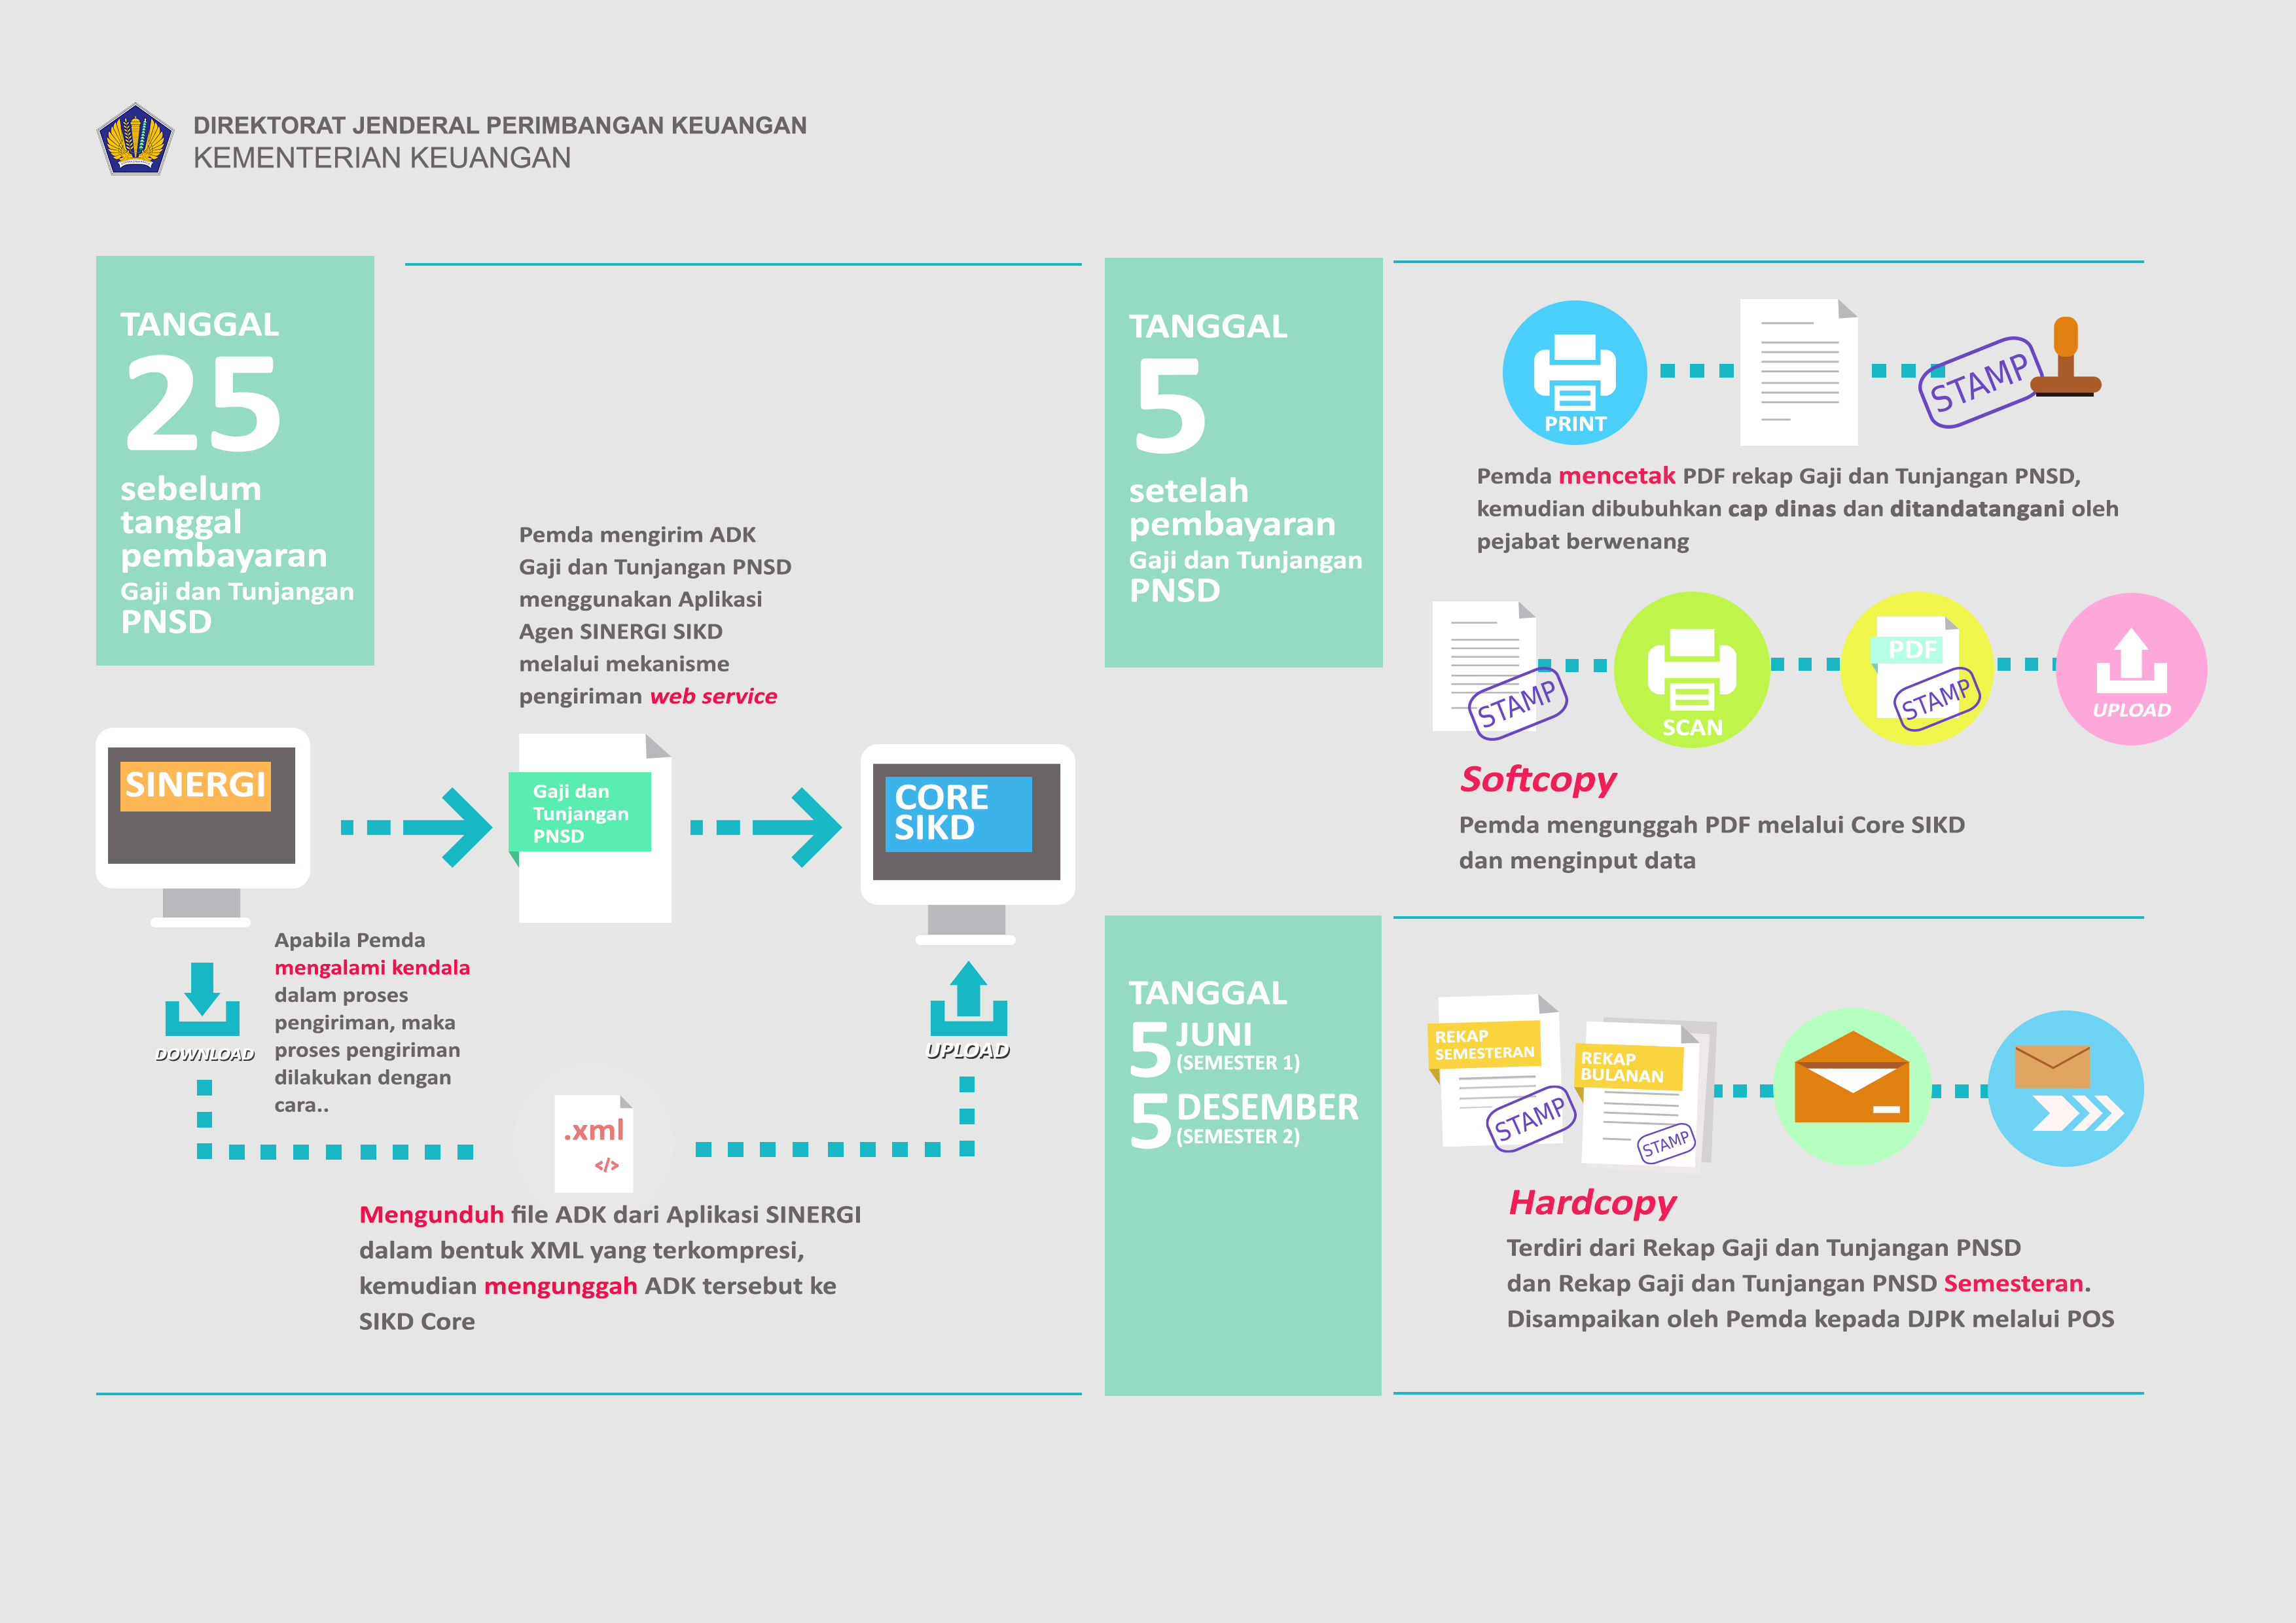 DIREKTORAT JENDERAL PERIMBANGAN KEUANGAN
KEMENTERIAN KEUANGAN
TANGGAL
25
sebelum
tanggal
pembayaran
Gaji dan Tunjangan
PNSD
Pemda mengirim ADK
Gaji dan Tunjangan PNSD
menggunakan Aplikasi
Agen SINERGI SIKD
melalui mekanisme
pengiriman web service
SINERGI
Gaji dan
Tunjangan
PNSD
CORE
SIKD
DOWNLOAD
Apabila Pemda
mengalami kendala
dalam proses
pengiriman, maka
proses pengiriman
dilakukan dengan
cara..
UPLOAD
.xml
</>
Mengunduh file ADK dari Aplikasi SINERGI
dalam bentuk XML yang terkompresi,
kemudian mengunggah ADK tersebut ke
SIKD Core
TANGGAL
5
setelah
pembayaran
Gaji dan Tunjangan
PNSD
PRINT
STAMP
Pemda mencetak PDF rekap Gaji dan Tunjangan PNSD,
kemudian dibubuhkan cap dinas dan ditandatangani oleh
pejabat berwenang
STAMP
SCAN
PDF
STAMP
UPLOAD
Softcopy
Pemda mengunggah PDF melalui Core SIKD
dan menginput data
TANGGAL
5 JUNI
(SEMESTER 1)
5 DESEMBER
(SEMESTER 2)
REKAP
SEMESTERAN
STAMP
REKAP
BULANAN
STAMP
Hardcopy
Terdiri dari Rekap Gaji dan Tunjangan PNSD
dan Rekap Gaji dan Tunjangan PNSD Semesteran.
Disampaikan oleh Pemda kepada DJPK melalui POS